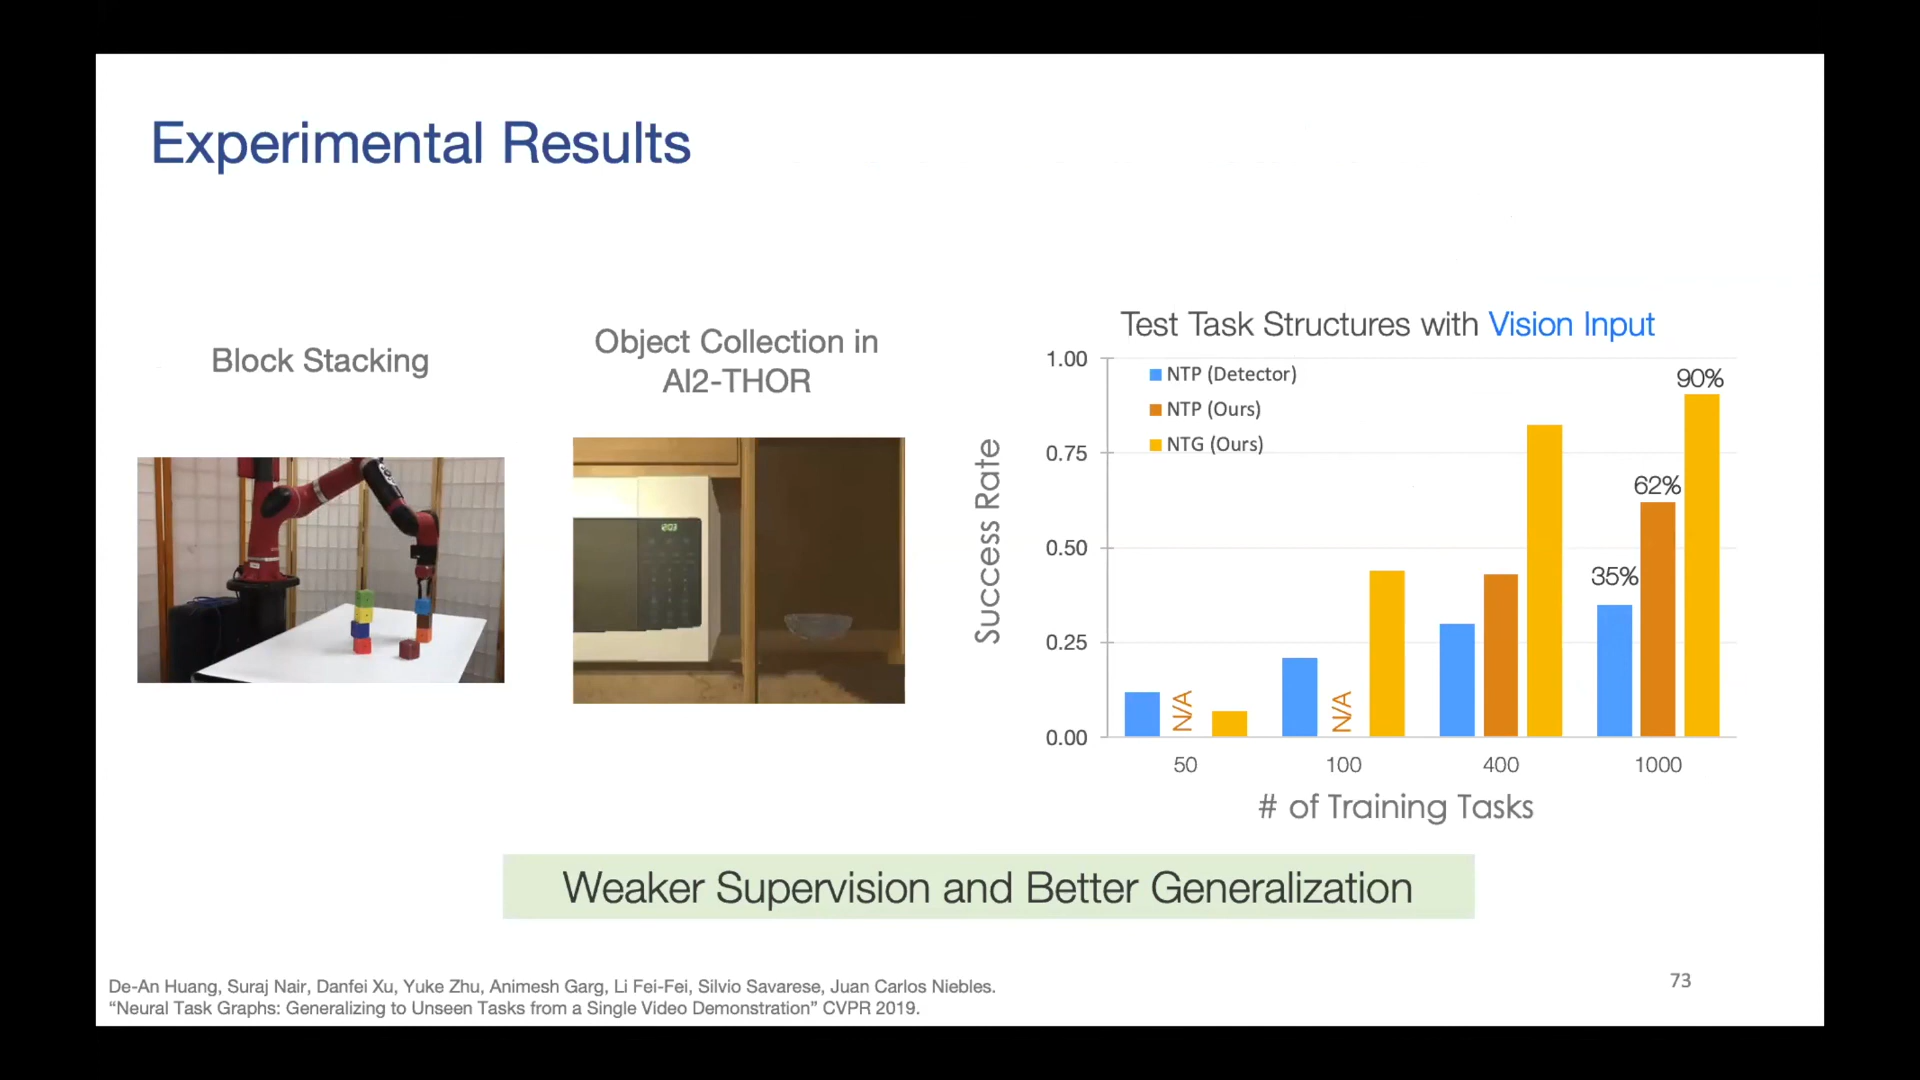 Experimental Results
Block Stacking
Object Collection in
AI2-THOR
Test Task Structures with Vision Input
NTP (Detector)
NTP (Ours)
NTG (Ours)
Success Rate
1.00
0.75
0.50
0.25
0.00
N/A
N/A
35%
62%
90%
50
100
400
1000
# of Training Tasks
Weaker Supervision and Better Generalization
De-An Huang, Suraj Nair, Danfei Xu, Yuke Zhu, Animesh Garg, Li Fei-Fei, Silvio Savarese, Juan Carlos Niebles.
“Neural Task Graphs: Generalizing to Unseen Tasks from a Single Video Demonstration” CVPR 2019.
73